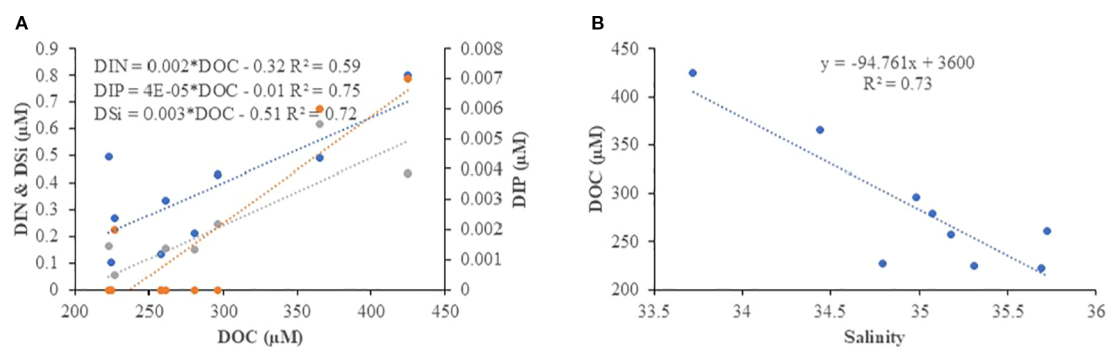 A
DIN = 0.002*DOC - 0.32 R² = 0.59
DIP = 4E-05*DOC - 0.01 R² = 0.75
DSi = 0.003*DOC - 0.51 R² = 0.72
DIN & DSi (µM)
0.9
0.8
0.7
0.6
0.5
0.4
0.3
0.2
0.1
0
0.008
0.007
0.006
0.005
0.004
0.003
0.002
0.001
0
DIP (µM)
200 250 300 350 400 450
DOC (µM)
B
y = -94.761x + 3600
R² = 0.73
DOC (µM)
450
400
350
300
250
200
33.5 34 34.5 35 35.5 36
Salinity